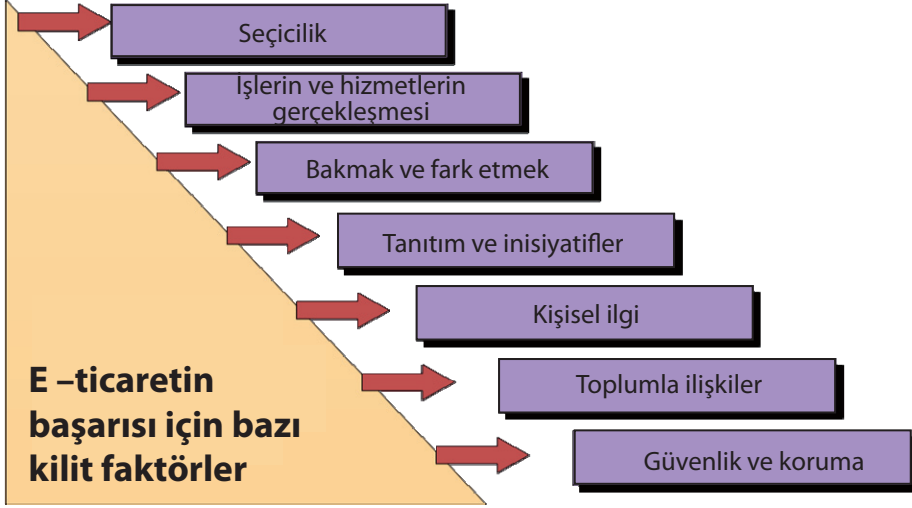 Seçicilik
İşlerin ve hizmetlerin
gerçekleşmesi
Bakmak ve fark etmek
Tanıtım ve inisiyatifler
Kişisel ilgi
Toplumla ilişkiler
Güvenlik ve koruma
E –ticaretin
başarısı için bazı
kilit faktörler